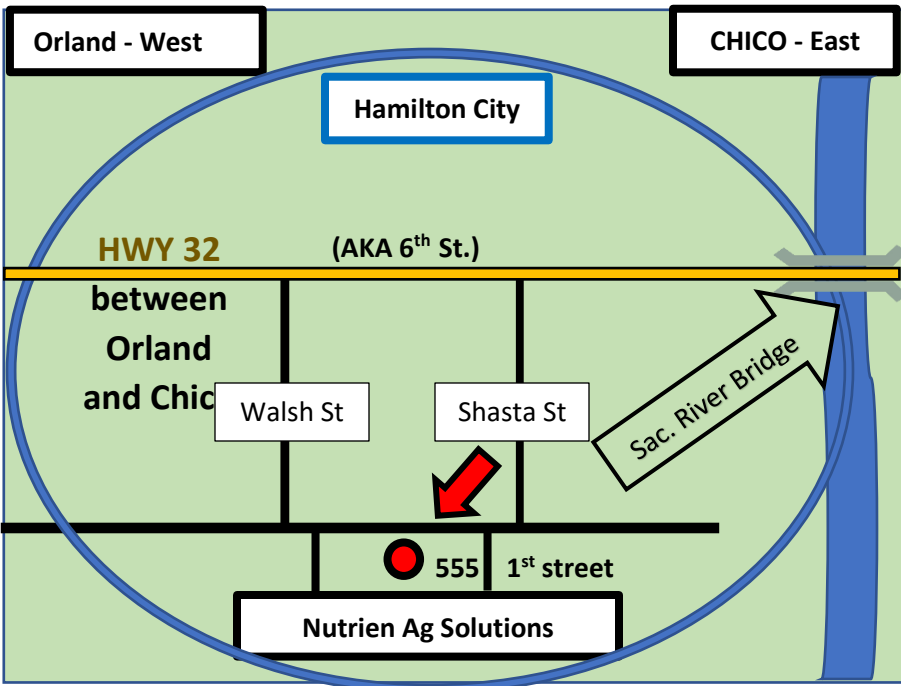 Orland - West
CHICO - East
Hamilton City
HWY 32
between
Orland
and Chic
(AKA 6th St.)
Walsh St
Shasta St
Sac. River Bridge
555
1st street
Nutrien Ag Solutions